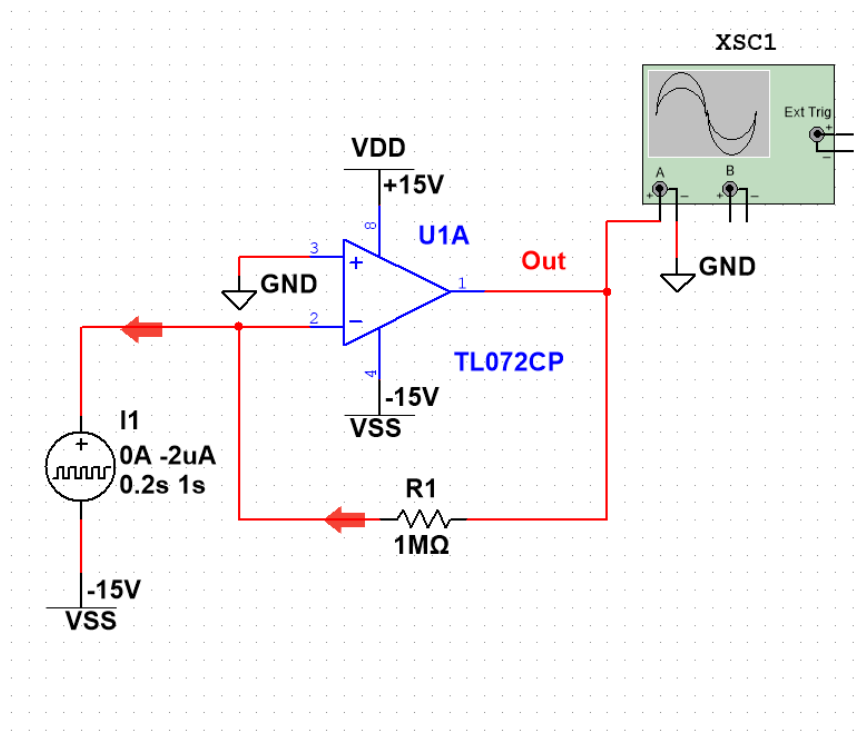 XSC1
Ext Trig
+
−
A
B
+ −
+ −
VDD
+15V
8
U1A
3
+
GND
Out
1
GND
2
−
TL072CP
4
-15V
VSS
I1
+
0A -2uA
0.2s 1s
R1
1MΩ
-15V
VSS